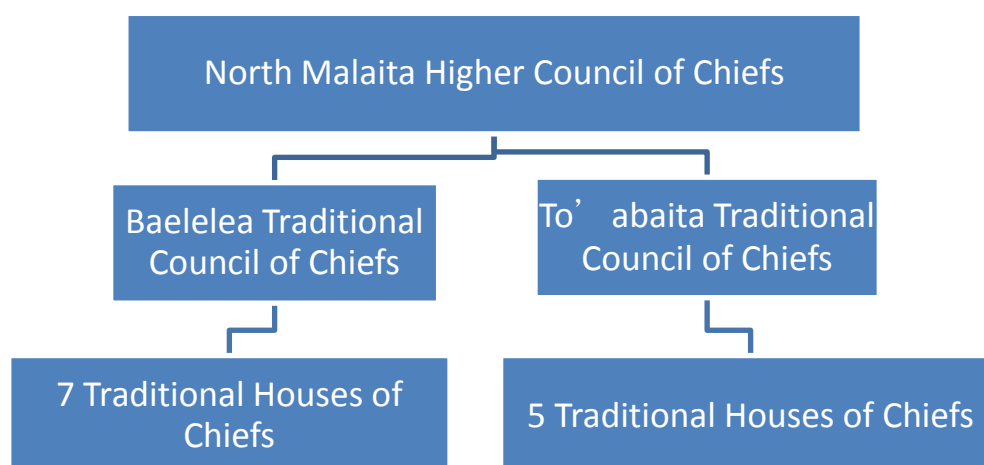 North Malaita Higher Council of Chiefs
Baelelea Traditional
Council of Chiefs
To’ abaita Traditional
Council of Chiefs
7 Traditional Houses of
Chiefs
5 Traditional Houses of Chiefs